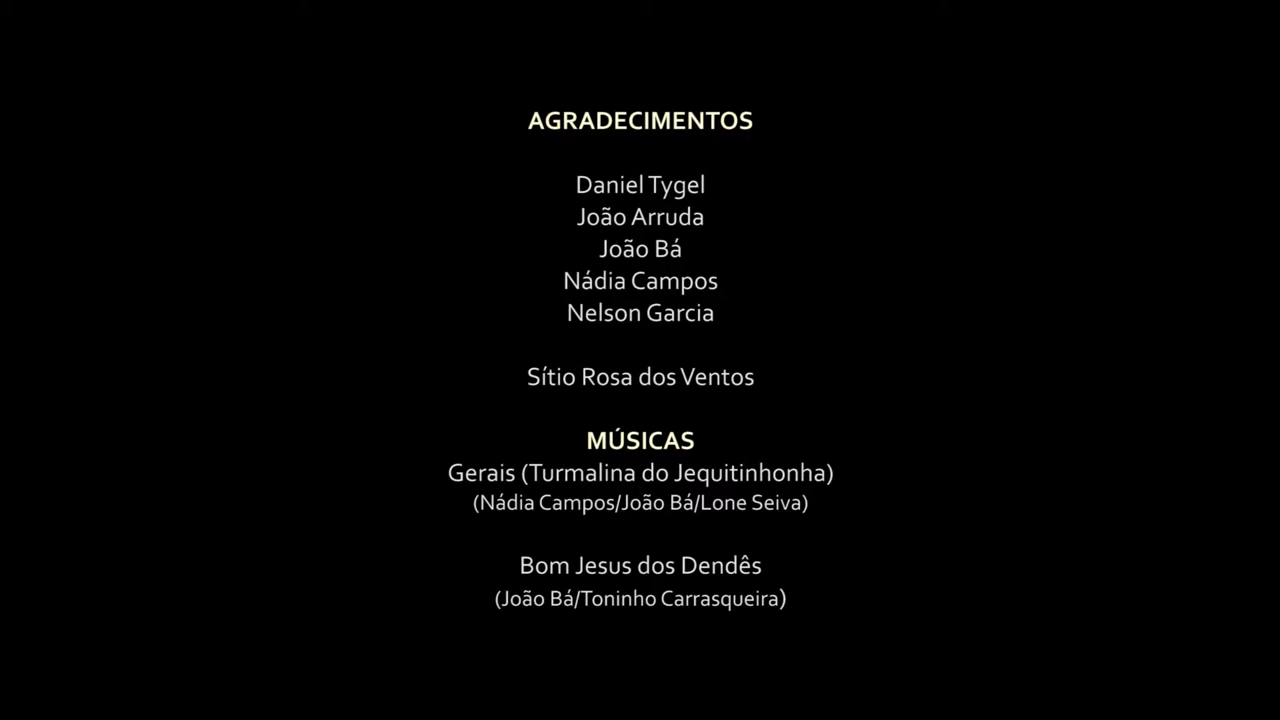 AGRADECIMENTOS
Daniel Tygel
João Arruda
João Bá
Nádia Campos
Nelson Garcia
Sítio Rosa dos Ventos
MÚSICAS
Gerais (Turmalina do Jequitinhonha)
(Nádia Campos/João Bá/Lone Seiva)
Bom Jesus dos Dendês
(João Bá/Toninho Carrasqueira)